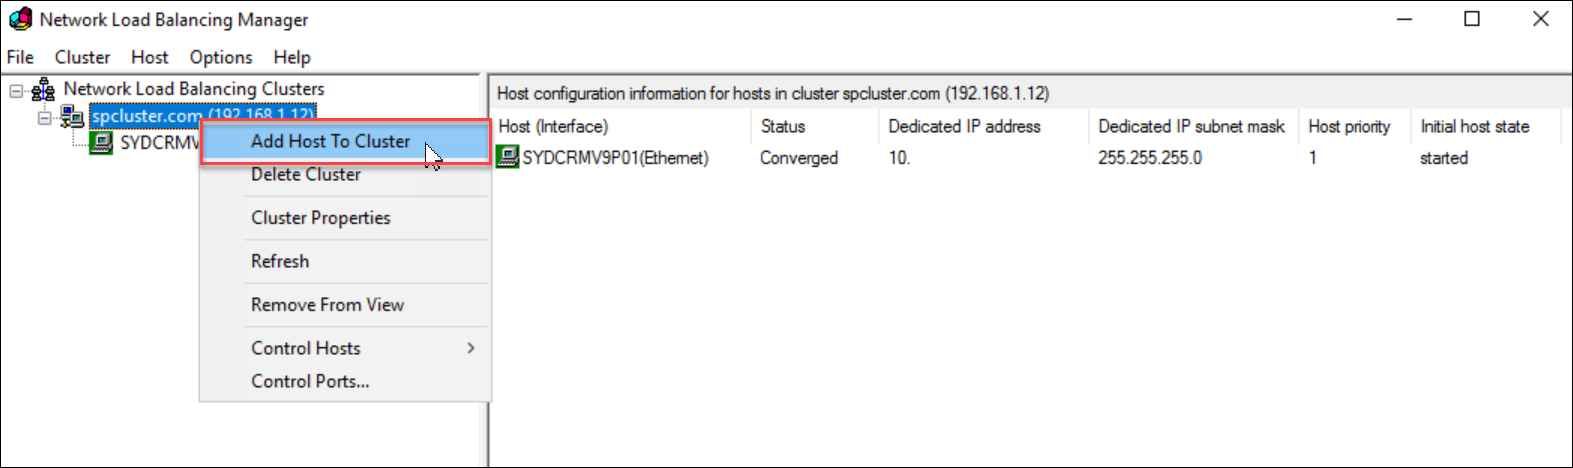 Network Load Balancing Manager
File Cluster Host Options Help
Network Load Balancing Clusters
spcluster.com (192.168.1.12)
SYDCRMV
Add Host To Cluster
Delete Cluster
Cluster Properties
Refresh
Remove From View
Control Hosts
Control Ports...
Host configuration information for hosts in cluster spcluster.com (192.168.1.12)
Host (Interface) Status Dedicated IP address Dedicated IP subnet mask Host priority Initial host state
SYDCRMV9P01(Ethernet) Converged 10. 255.255.255.0 1 started